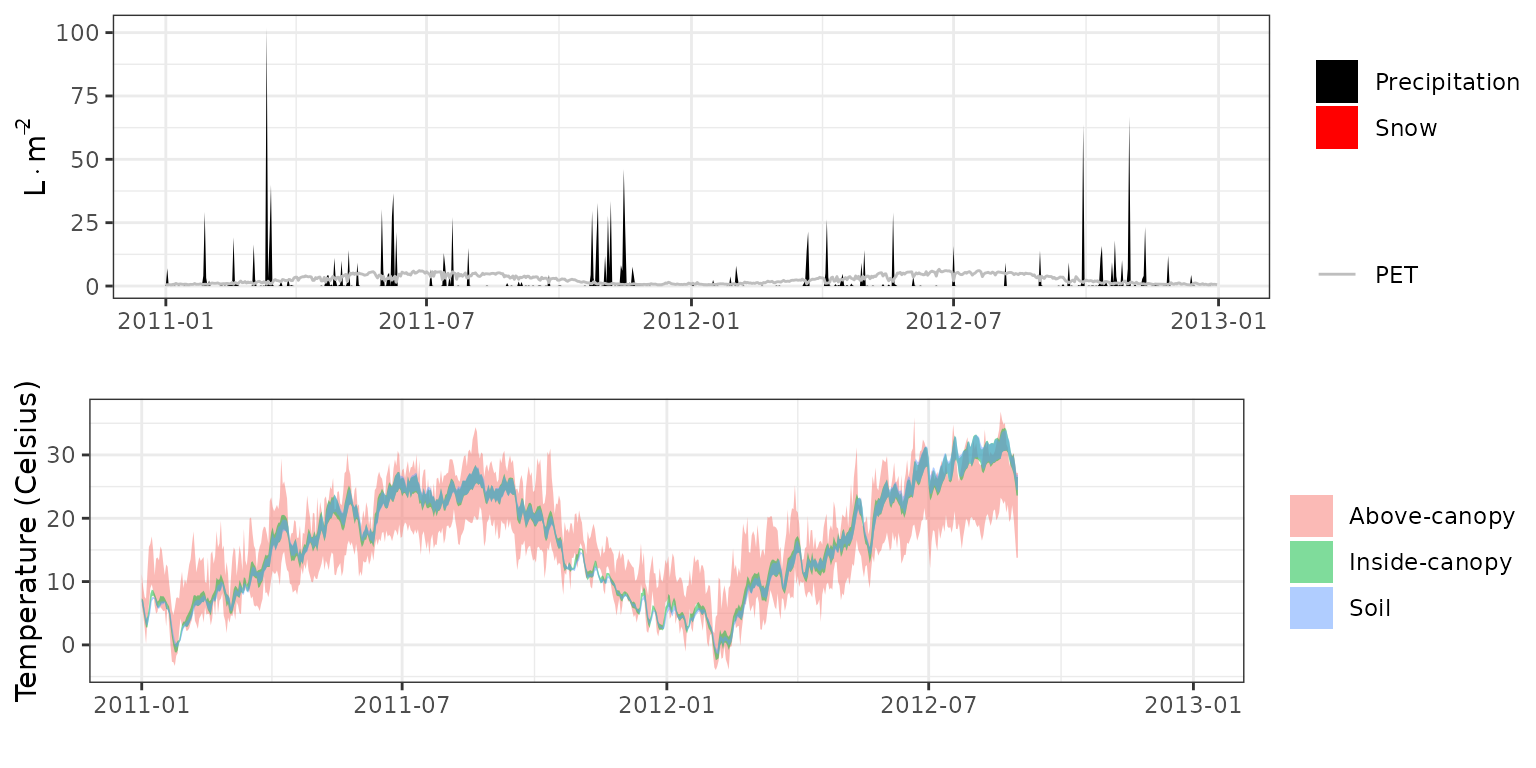 L · m⁻²
100
75
50
25
0
2011-01
2011-07
2012-01
2012-07
2013-01
Precipitation
Snow
PET
Temperature (Celsius)
30
20
10
0
2011-01
2011-07
2012-01
2012-07
2013-01
Above-canopy
Inside-canopy
Soil